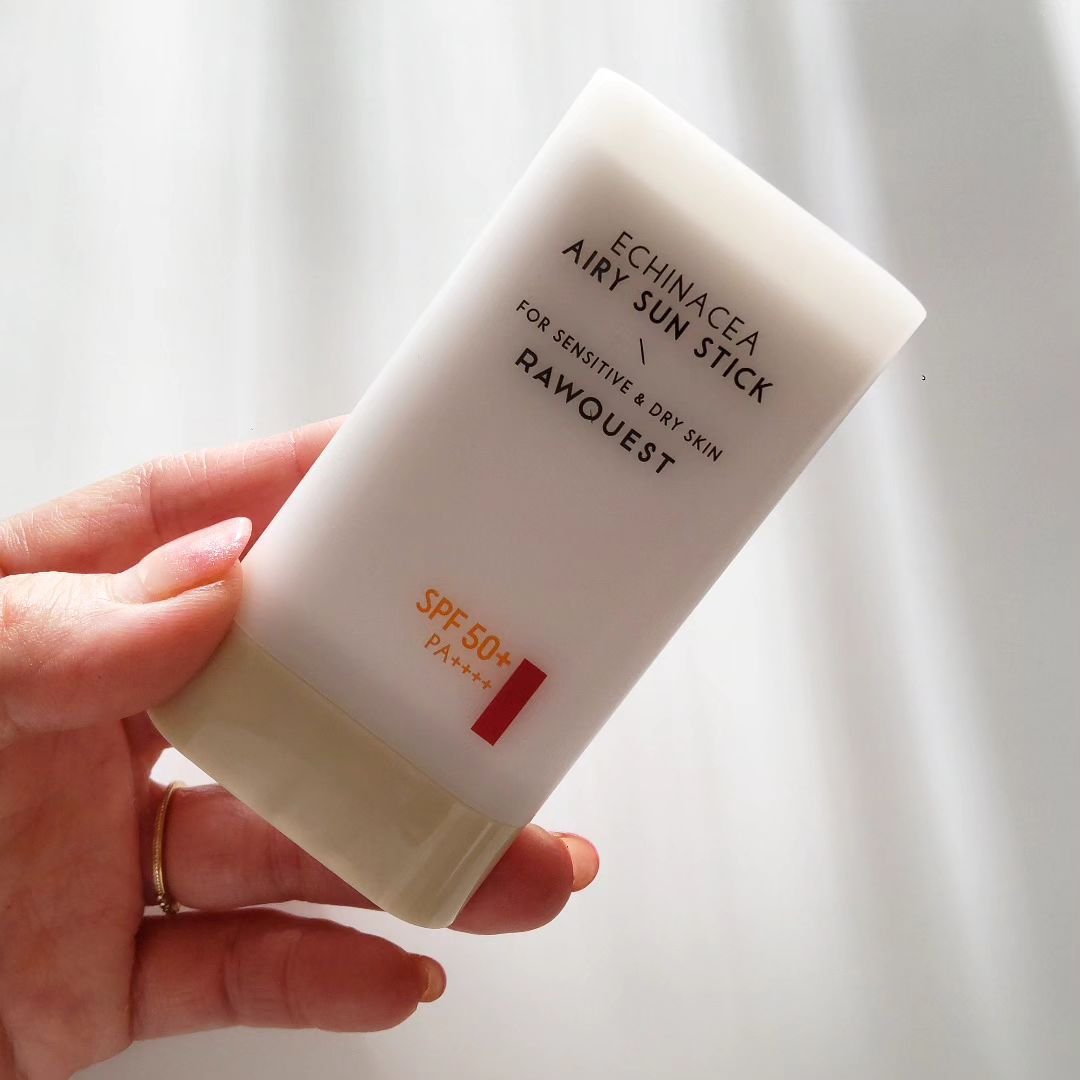 ECHINACEA
AIRY SUN STICK
\
FOR SENSITIVE & DRY SKIN
RAWQUEST
SPF 50+
PA++++